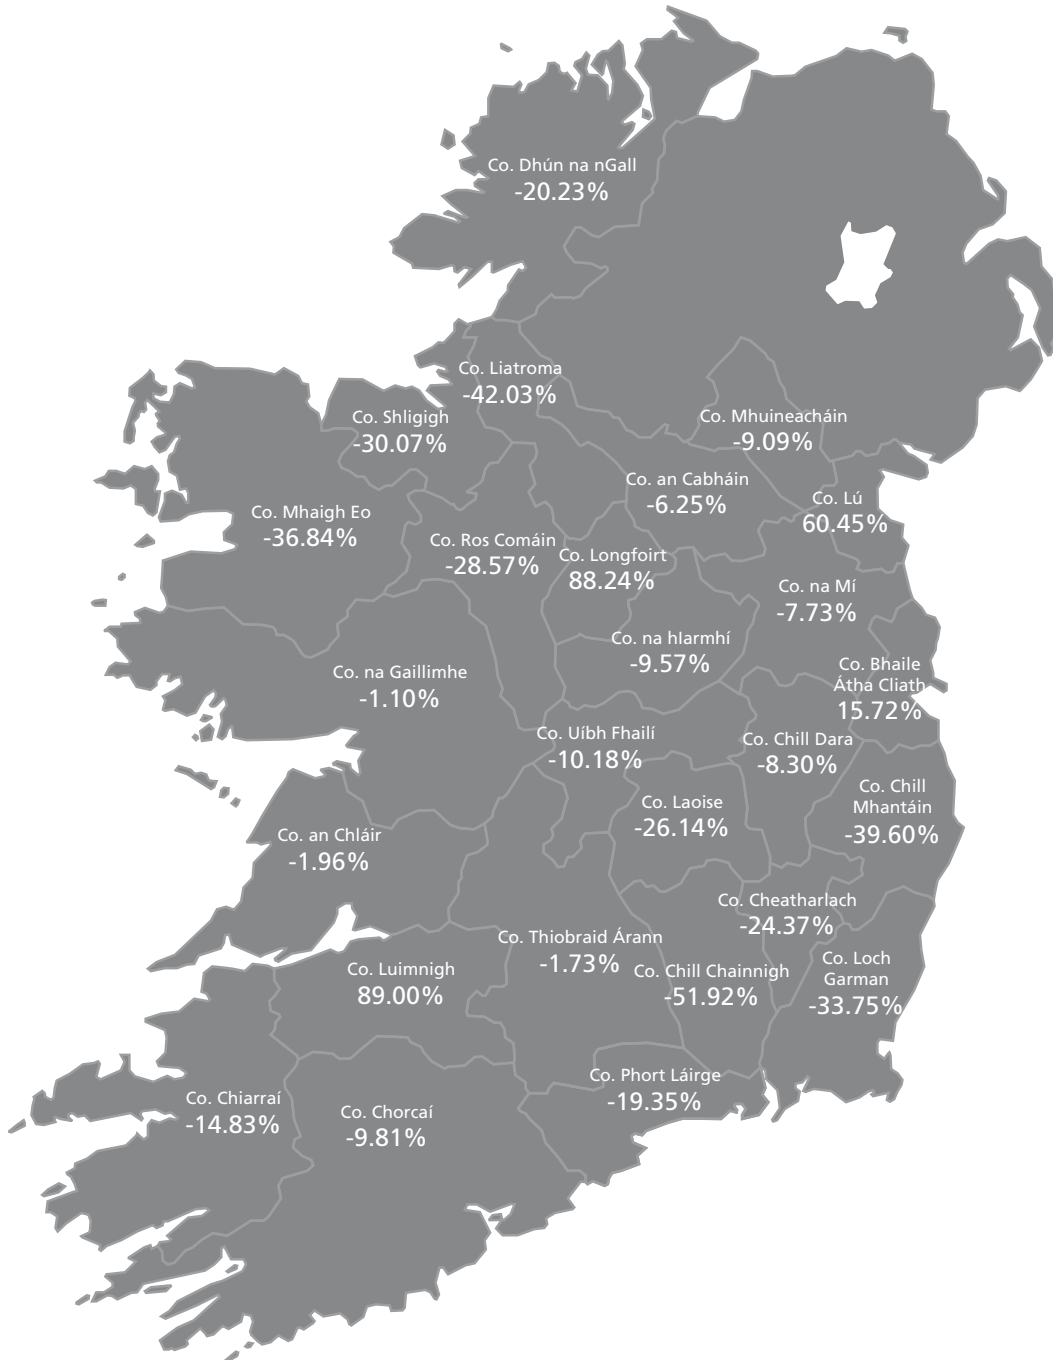 Co. Dhún na nGall
-20.23%
Co. Liatroma
-42.03%
Co. Shligigh
-30.07%
Co. Mhuineacháin
-9.09%
Co. an Cabháin
-6.25%
Co. Lú
60.45%
Co. Mhaigh Eo
-36.84%
Co. Ros Comáin
-28.57%
Co. Longfoirt
88.24%
Co. na Mí
-7.73%
Co. na hIarmhí
-9.57%
Co. na Gaillimhe
-1.10%
Co. Bhaile
Átha Cliath
15.72%
Co. Uíbh Fhailí
-10.18%
Co. Chill Dara
-8.30%
Co. Chill
Mhantáin
-39.60%
Co. Laoise
-26.14%
Co. an Chláir
-1.96%
Co. Cheatharlach
-24.37%
Co. Thiobraid Árann
-1.73%
Co. Chill Chainnigh
-51.92%
Co. Loch
Garman
-33.75%
Co. Luimnigh
89.00%
Co. Phort Láirge
-19.35%
Co. Chiarraí
-14.83%
Co. Chorcaí
-9.81%